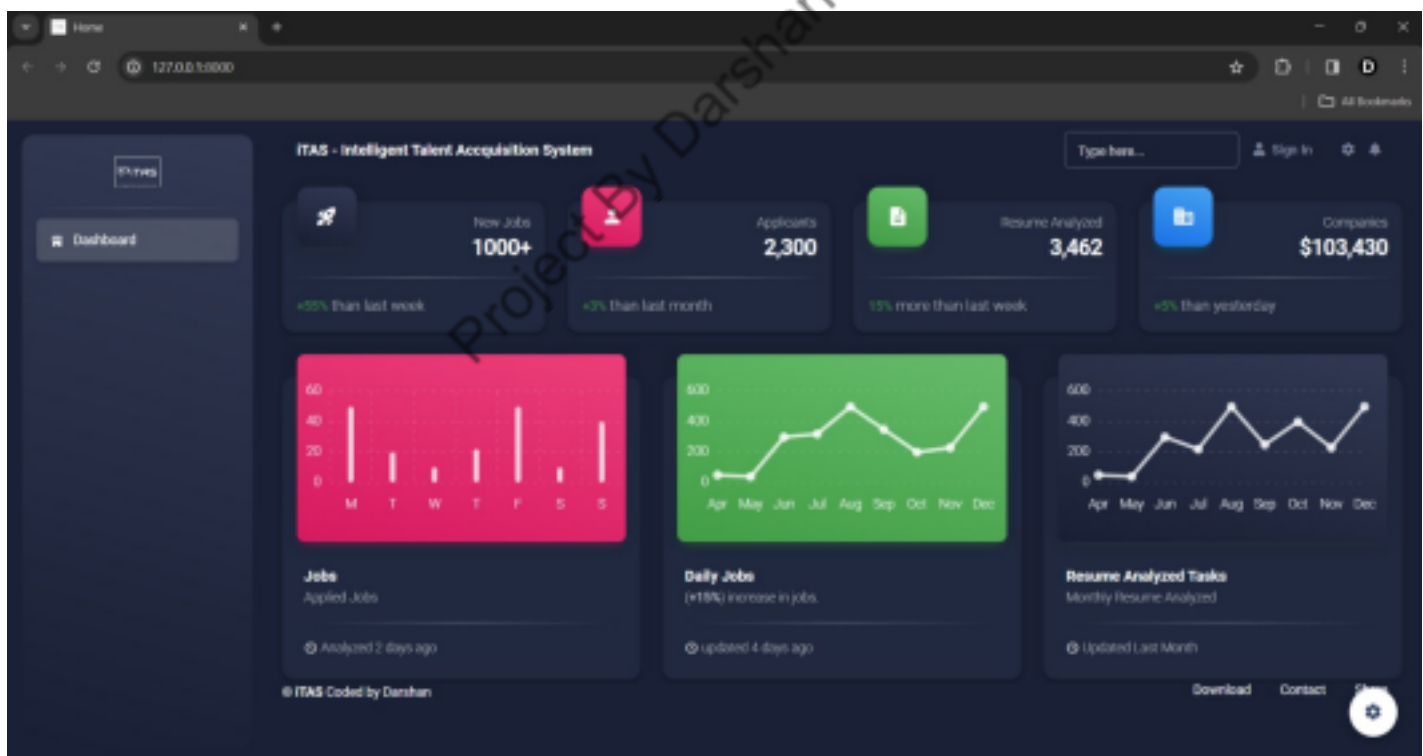 Home
127.0.0.1:8000
All Bookmarks
iTAS - Intelligent Talent Accquisition System
Type here...
Sign In
Dashboard
New Jobs
1000+
+55% than last week
Applicants
2,300
+3% than last month
Resume Analyzed
3,462
15% more than last week
Companies
$103,430
+5% than yesterday
60
40
20
0
M T W T F S S
Jobs
Applied Jobs
Analyzed 2 days ago
600
400
200
0
Apr May Jun Jul Aug Sep Oct Nov Dec
Daily Jobs
(+15%) increase in jobs.
updated 4 days ago
600
400
200
0
Apr May Jun Jul Aug Sep Oct Nov Dec
Resume Analyzed Tasks
Monthly Resume Analyzed
Updated Last Month
© iTAS Coded by Darshan
Download Contact
Project By Darshan
D